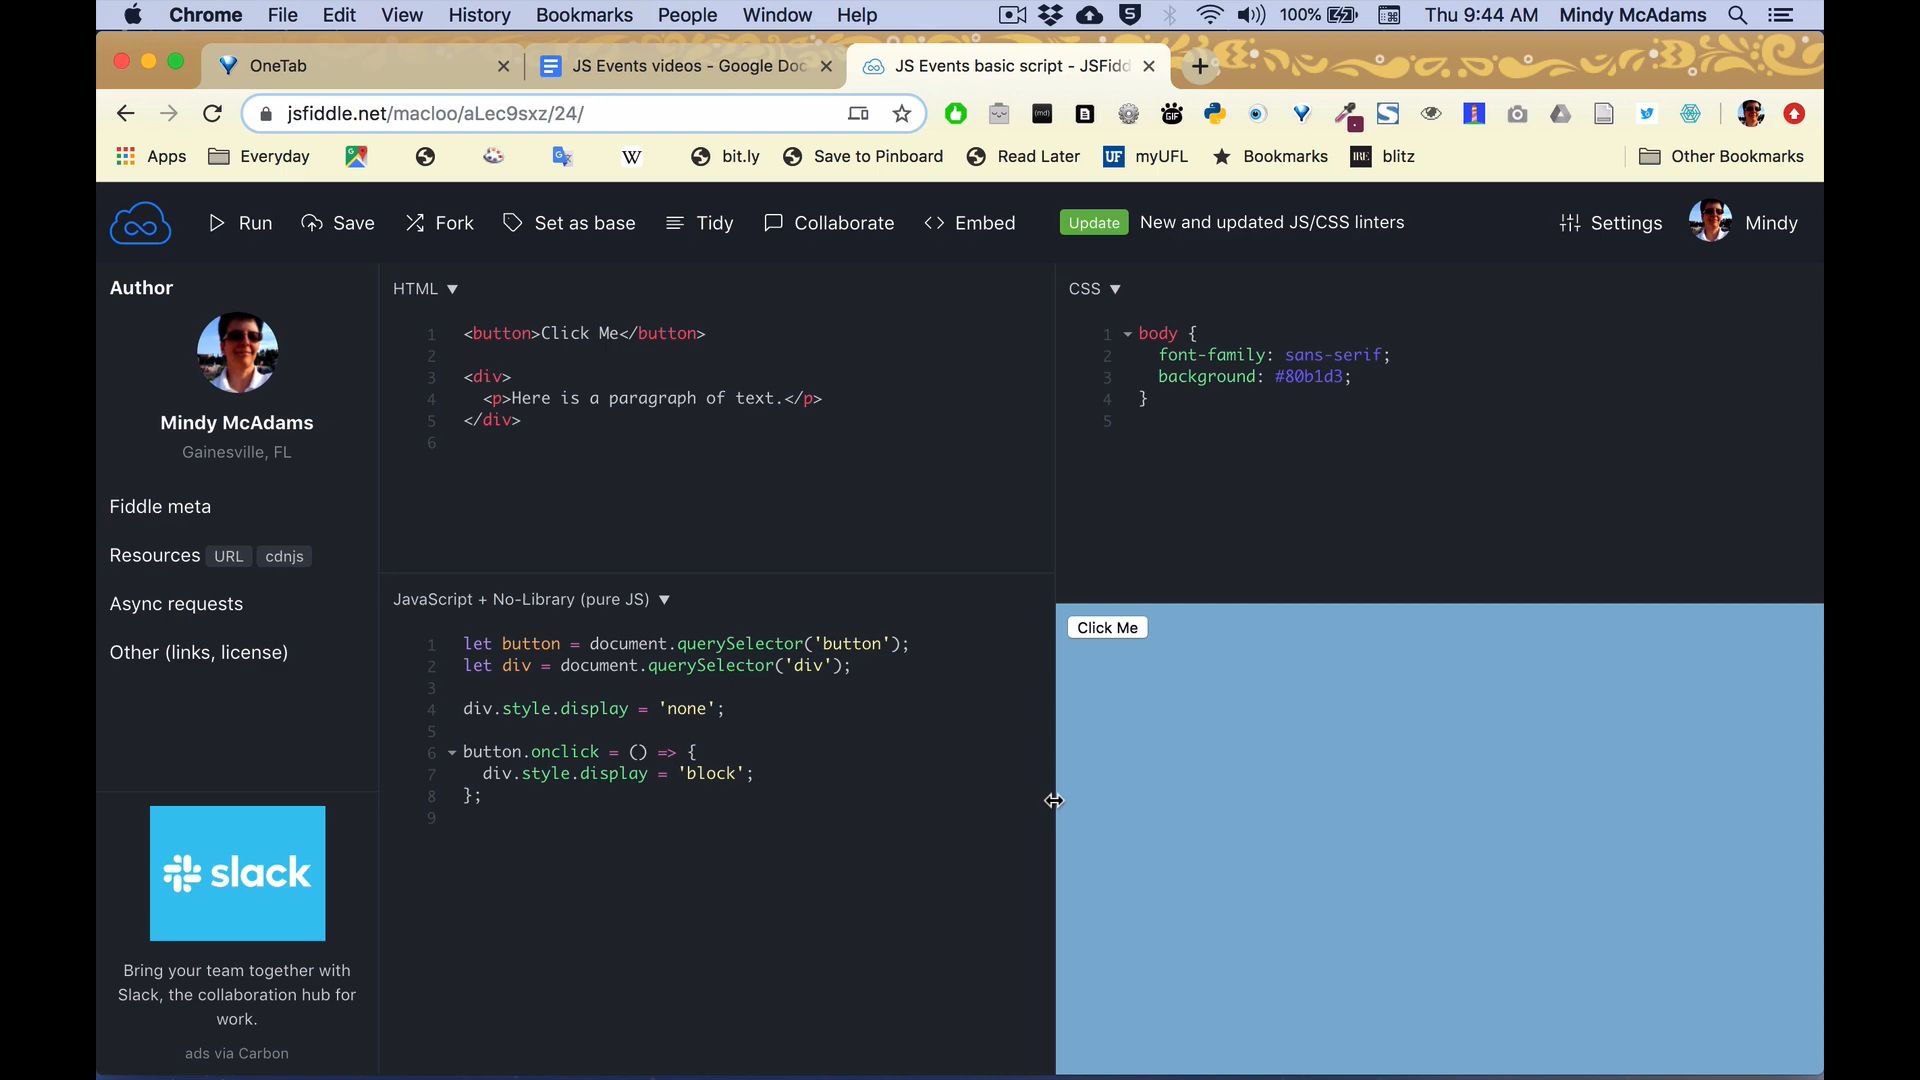 Chrome File Edit View History Bookmarks People Window Help 100% Thu 9:44 AM Mindy McAdams
OneTab
JS Events videos - Google Doc
JS Events basic script - JSFidd
jsfiddle.net/macloo/aLec9sxz/24/
Apps Everyday W bit.ly Save to Pinboard Read Later UF myUFL Bookmarks IRE blitz Other Bookmarks
Run Save Fork Set as base Tidy Collaborate Embed Update New and updated JS/CSS linters Settings Mindy
Author
Mindy McAdams
Gainesville, FL
Fiddle meta
Resources URL cdnjs
Async requests
Other (links, license)
slack
Bring your team together with
Slack, the collaboration hub for
work.
ads via Carbon
HTML ▼
1 <button>Click Me</button>
2
3 <div>
4 <p>Here is a paragraph of text.</p>
5 </div>
6
CSS ▼
1 body {
2 font-family: sans-serif;
3 background: #80b1d3;
4 }
5
JavaScript + No-Library (pure JS) ▼
1 let button = document.querySelector('button');
2 let div = document.querySelector('div');
3
4 div.style.display = 'none';
5
6 button.onclick = () => {
7 div.style.display = 'block';
8 };
9
Click Me